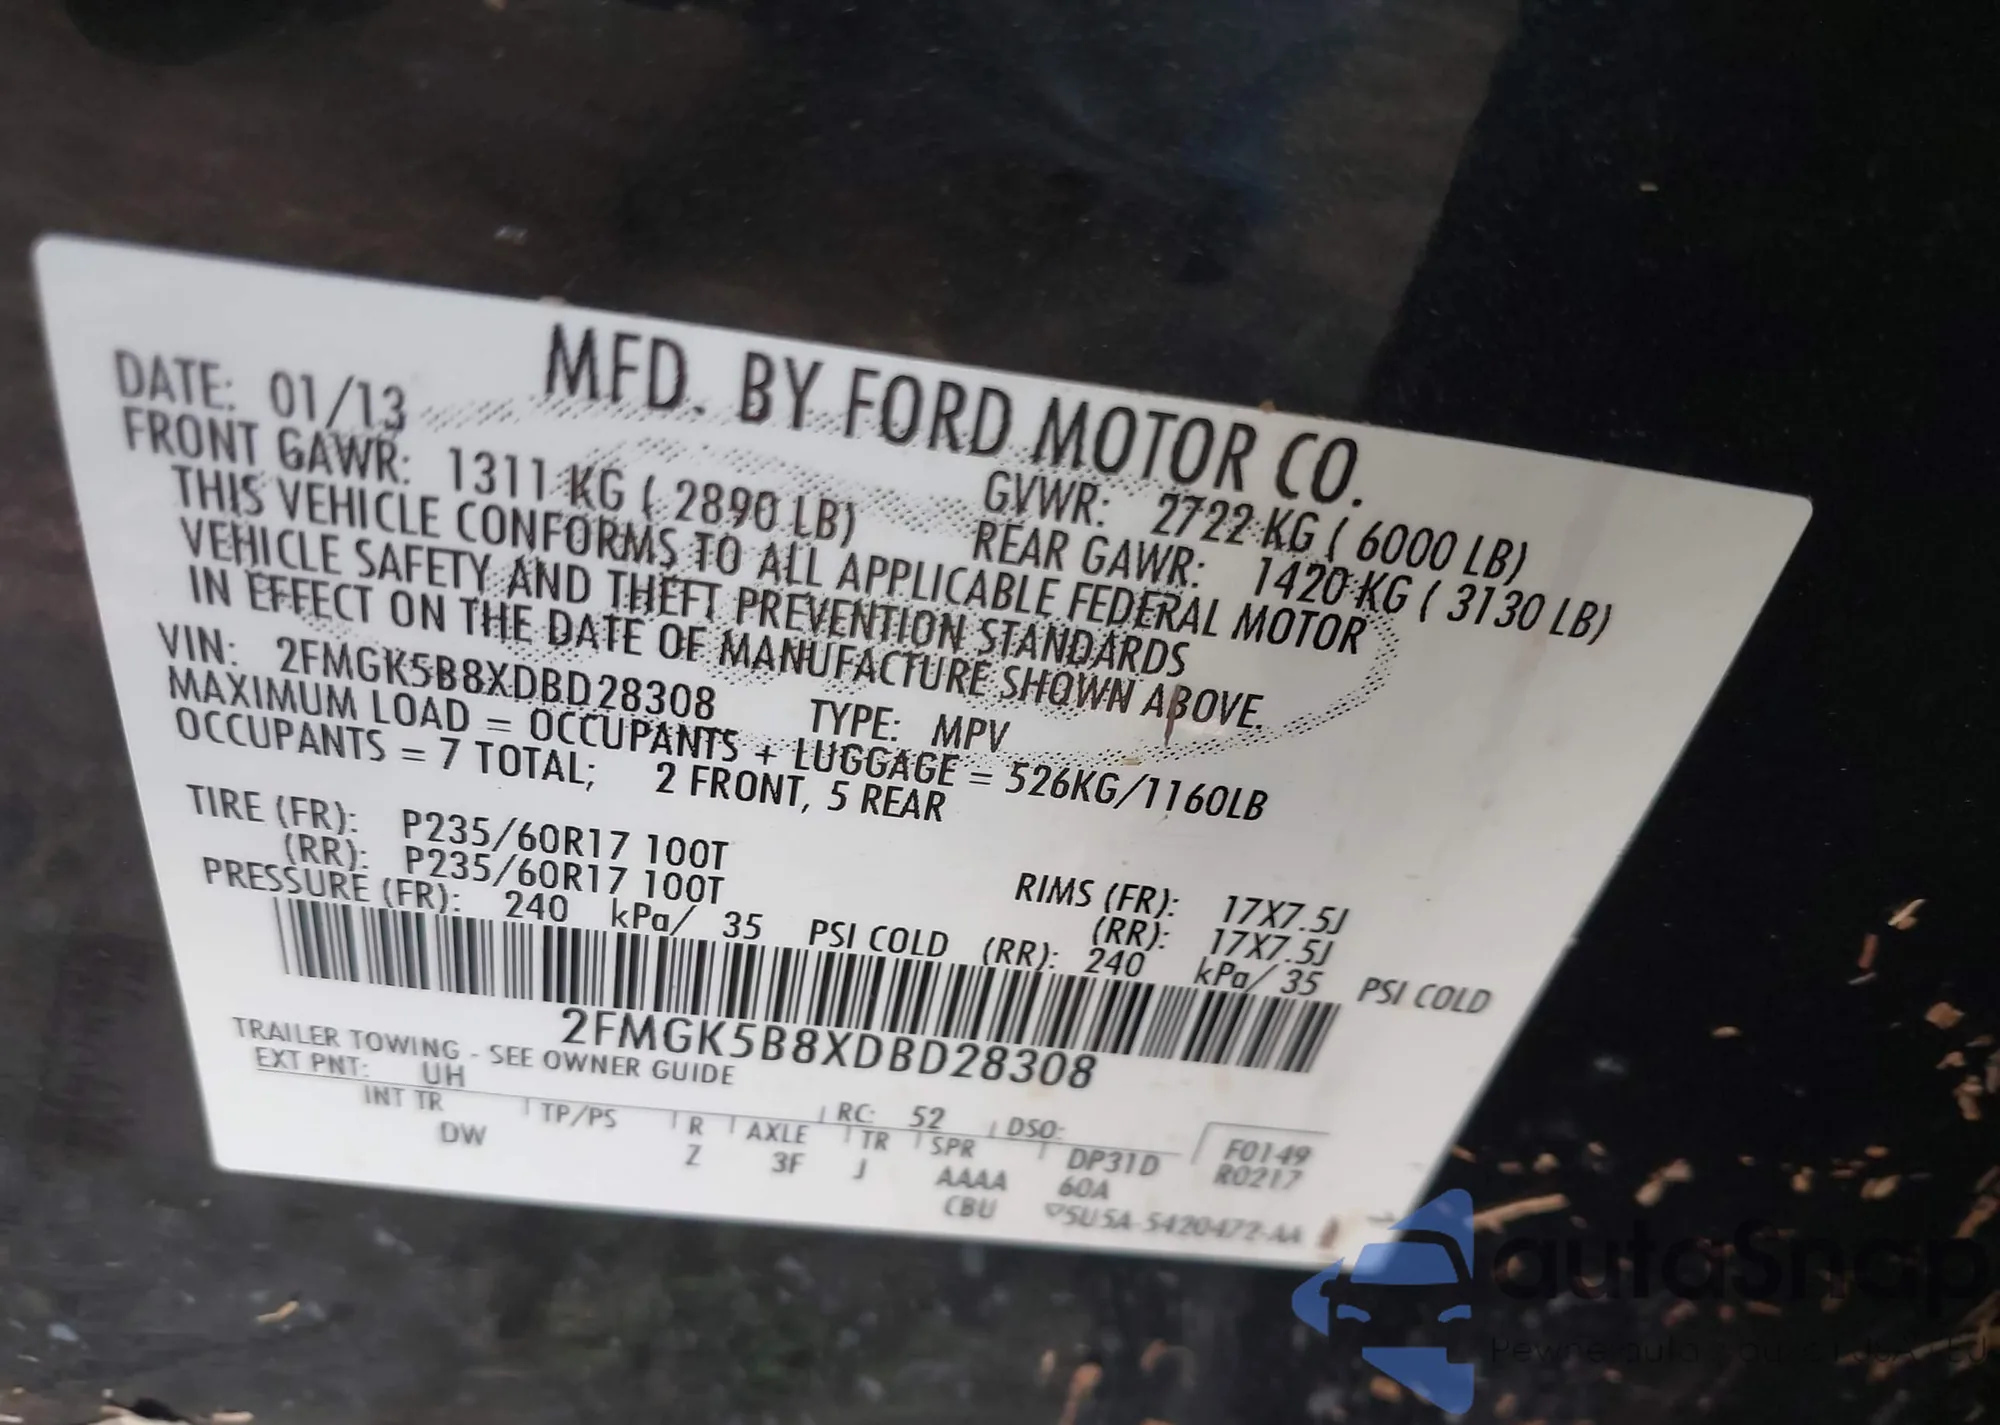 MFD. BY FORD MOTOR CO.
DATE: 01/13 GVWR: 2722 KG ( 6000 LB)
FRONT GAWR: 1311 KG ( 2890 LB) REAR GAWR: 1420 KG ( 3130 LB)
THIS VEHICLE CONFORMS TO ALL APPLICABLE FEDERAL MOTOR
VEHICLE SAFETY AND THEFT PREVENTION STANDARDS
IN EFFECT ON THE DATE OF MANUFACTURE SHOWN ABOVE.
VIN: 2FMGK5B8XDBD28308 TYPE: MPV
MAXIMUM LOAD = OCCUPANTS + LUGGAGE = 526KG/1160LB
OCCUPANTS = 7 TOTAL; 2 FRONT, 5 REAR
TIRE (FR): P235/60R17 100T RIMS (FR): 17X7.5J
(RR): P235/60R17 100T (RR): 17X7.5J
PRESSURE (FR): 240 kPa/ 35 PSI COLD (RR): 240 kPa/ 35 PSI COLD
2FMGK5B8XDBD28308
TRAILER TOWING - SEE OWNER GUIDE
EXT PNT: UH RC: 52 DSO: F0149
INT TR TP/PS R AXLE TR SPR DP31D R0217
DW Z 3F J AAAA 60A
CBU 5U5A-5420472-AA
autoSnap
Pewne auta